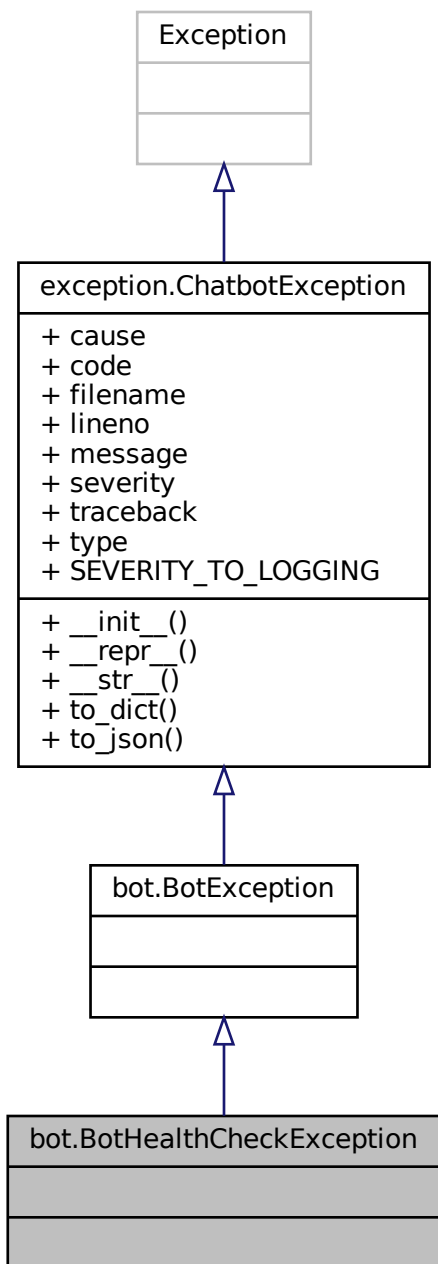 Exception
exception.ChatbotException
+ cause
+ code
+ filename
+ lineno
+ message
+ severity
+ traceback
+ type
+ SEVERITY_TO_LOGGING
+ __init__()
+ __repr__()
+ __str__()
+ to_dict()
+ to_json()
bot.BotException
bot.BotHealthCheckException